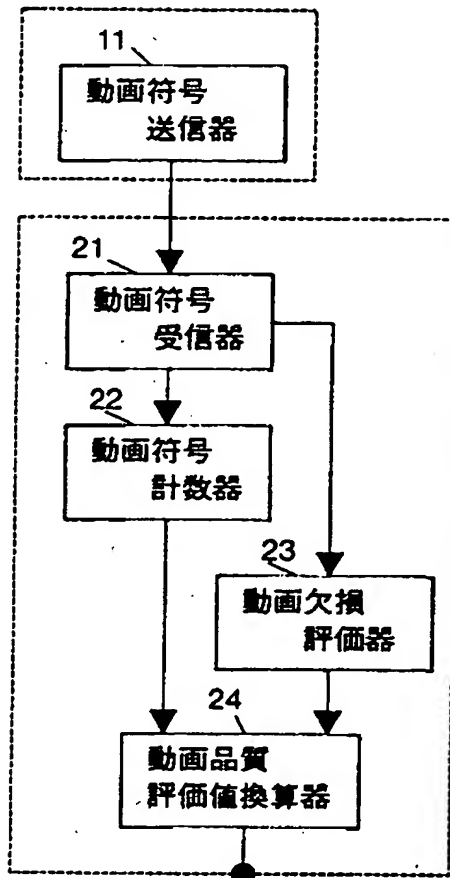 11
動画符号
送信器
21
動画符号
受信器
22
動画符号
計数器
23
動画欠損
評価器
24
動画品質
評価値換算器